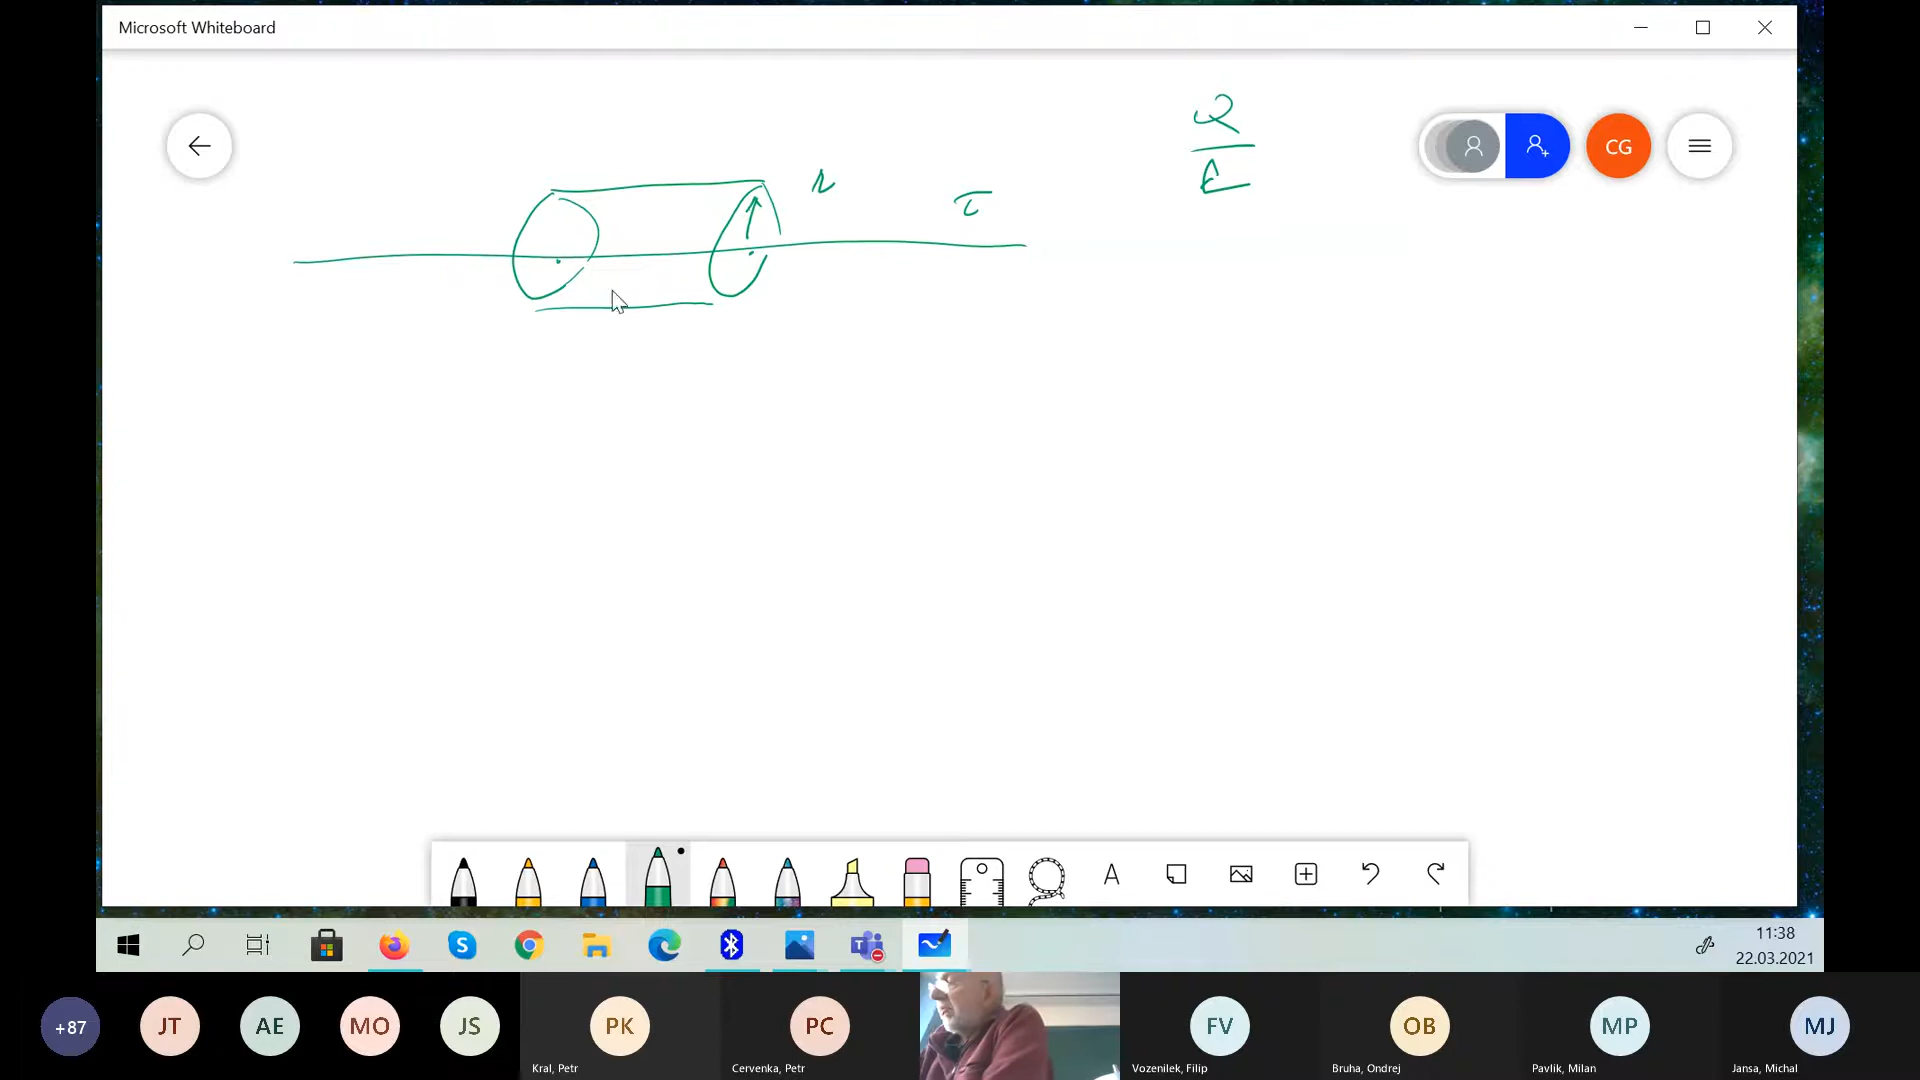 Microsoft Whiteboard
Q
ε
r
τ
CG
A
11:38
22.03.2021
+87
JT
AE
MO
JS
PK
PC
FV
OB
MP
MJ
Kral, Petr
Cervenka, Petr
Vozenilek, Filip
Bruha, Ondrej
Pavlik, Milan
Jansa, Michal